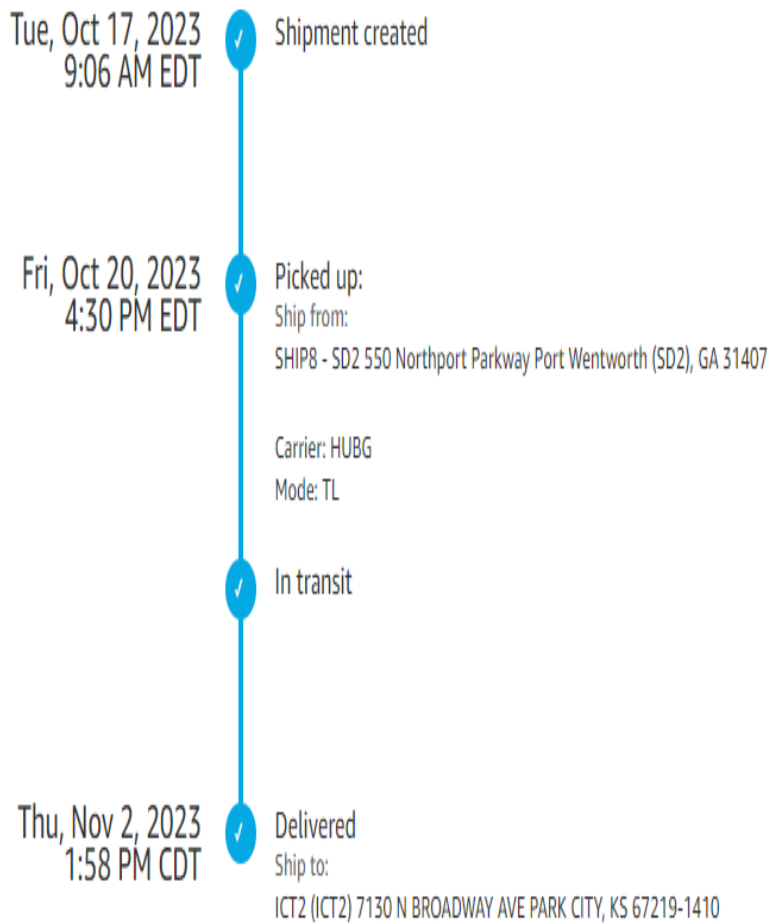 Tue, Oct 17, 2023
9:06 AM EDT
Shipment created
Fri, Oct 20, 2023
4:30 PM EDT
Picked up:
Ship from:
SHIP8 - SD2 550 Northport Parkway Port Wentworth (SD2), GA 31407
Carrier: HUBG
Mode: TL
In transit
Thu, Nov 2, 2023
1:58 PM CDT
Delivered
Ship to:
ICT2 (ICT2) 7130 N BROADWAY AVE PARK CITY, KS 67219-1410